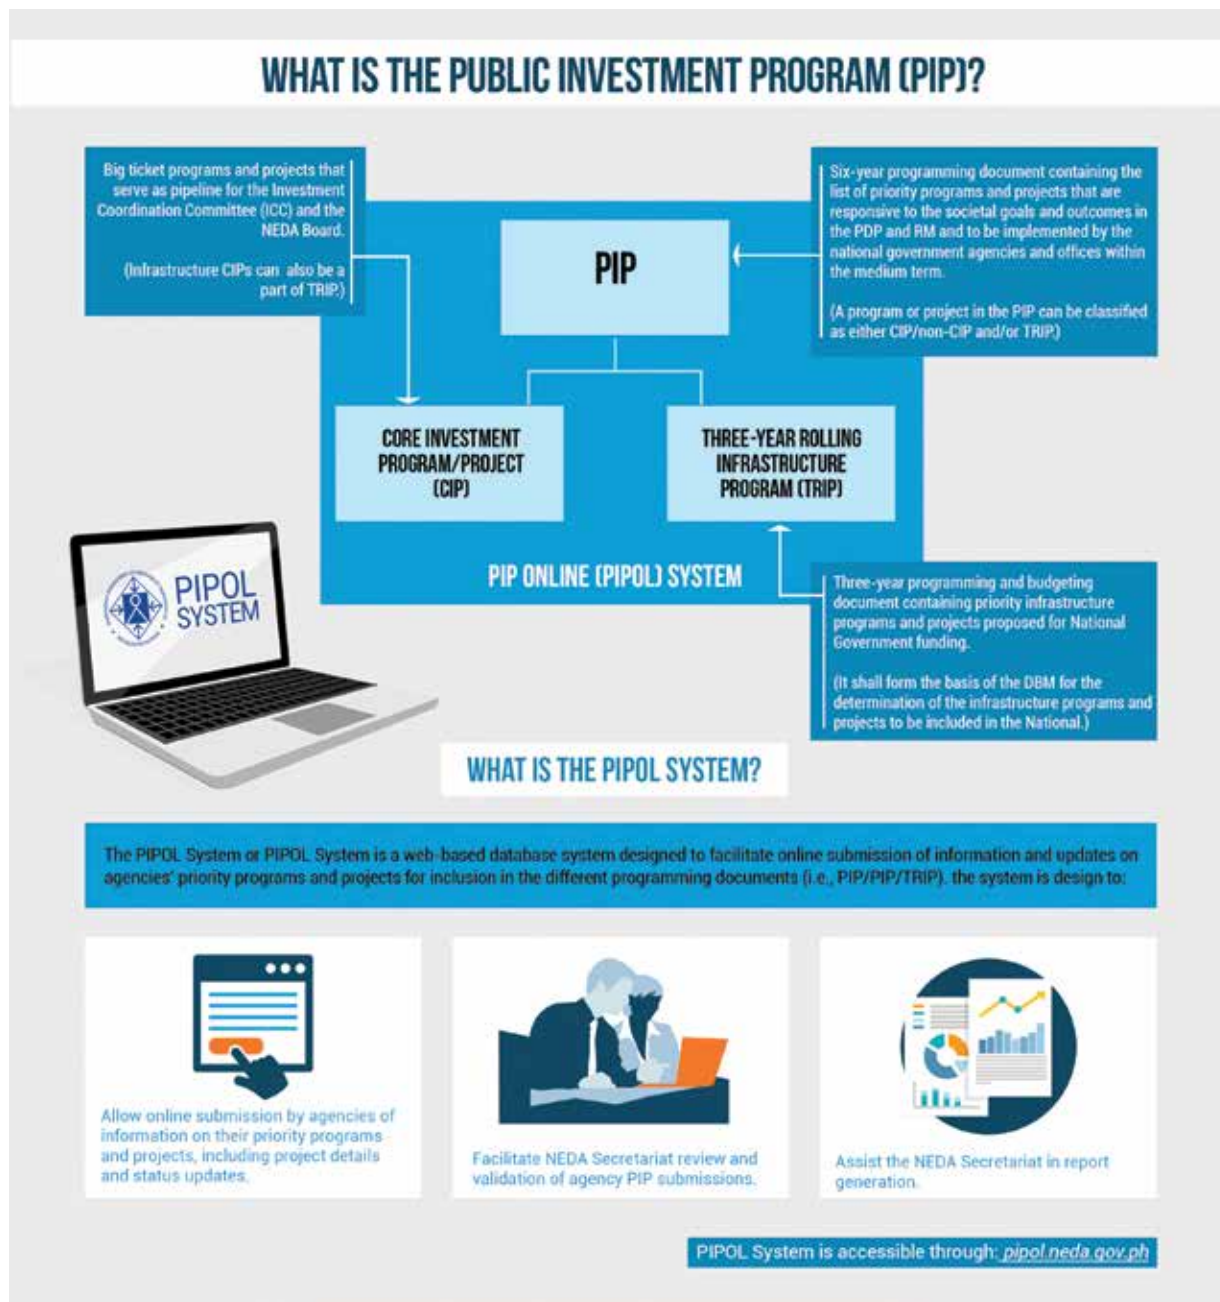 WHAT IS THE PUBLIC INVESTMENT PROGRAM (PIP)?
Big ticket programs and projects that
serve as pipeline for the Investment
Coordination Committee (ICC) and the
NEDA Board.
(Infrastructure CIPs can also be a
part of TRIP.)
Six-year programming document containing the
list of priority programs and projects that are
responsive to the societal goals and outcomes in
the PDP and RM and to be implemented by the
national government agencies and offices within
the medium term.
(A program or project in the PIP can be classified
as either CIP/non-CIP and/or TRIP.)
PIP
CORE INVESTMENT
PROGRAM/PROJECT
(CIP)
THREE-YEAR ROLLING
INFRASTRUCTURE
PROGRAM (TRIP)
PIP ONLINE (PIPOL) SYSTEM
PIPOL
SYSTEM
Three-year programming and budgeting
document containing priority infrastructure
programs and projects proposed for National
Government funding.
(It shall form the basis of the DBM for the
determination of the infrastructure programs and
projects to be included in the National.)
WHAT IS THE PIPOL SYSTEM?
The PIPOL System or PIPOL System is a web-based database system designed to facilitate online submission of information and updates on
agencies' priority programs and projects for inclusion in the different programming documents (i.e., PIP/PIP/TRIP). the system is design to:
Allow online submission by agencies of
information on their priority programs
and projects, including project details
and status updates.
Facilitate NEDA Secretariat review and
validation of agency PIP submissions.
Assist the NEDA Secretariat in report
generation.
PIPOL System is accessible through: pipol.neda.gov.ph